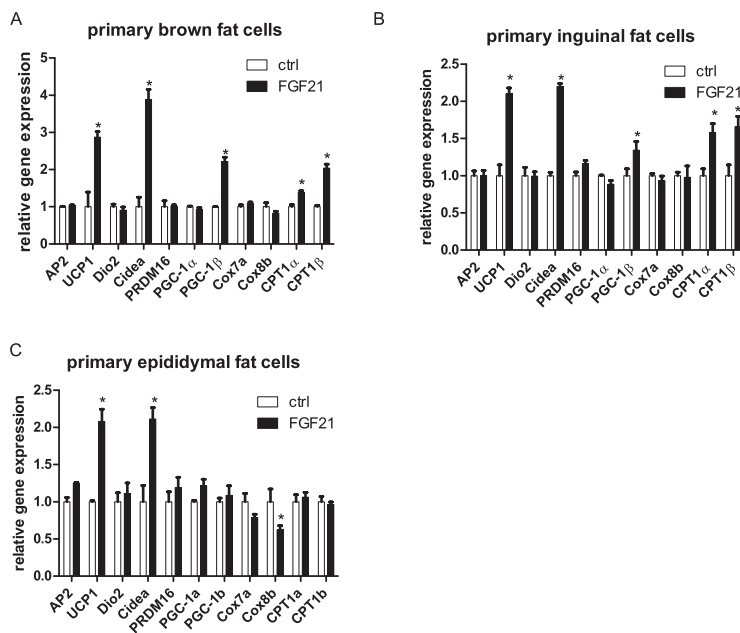 A
primary brown fat cells
relative gene expression
5
4
3
2
1
0
ctrl
FGF21
* * * * *
AP2 UCP1 Dio2 Cidea PRDM16 PGC-1α PGC-1β Cox7a Cox8b CPT1α CPT1β
B
primary inguinal fat cells
relative gene expression
2.5
2.0
1.5
1.0
0.5
0.0
ctrl
FGF21
* * * * *
AP2 UCP1 Dio2 Cidea PRDM16 PGC-1α PGC-1β Cox7a Cox8b CPT1α CPT1β
C
primary epididymal fat cells
relative gene expression
2.5
2.0
1.5
1.0
0.5
0.0
ctrl
FGF21
* * *
AP2 UCP1 Dio2 Cidea PRDM16 PGC-1a PGC-1b Cox7a Cox8b CPT1a CPT1b